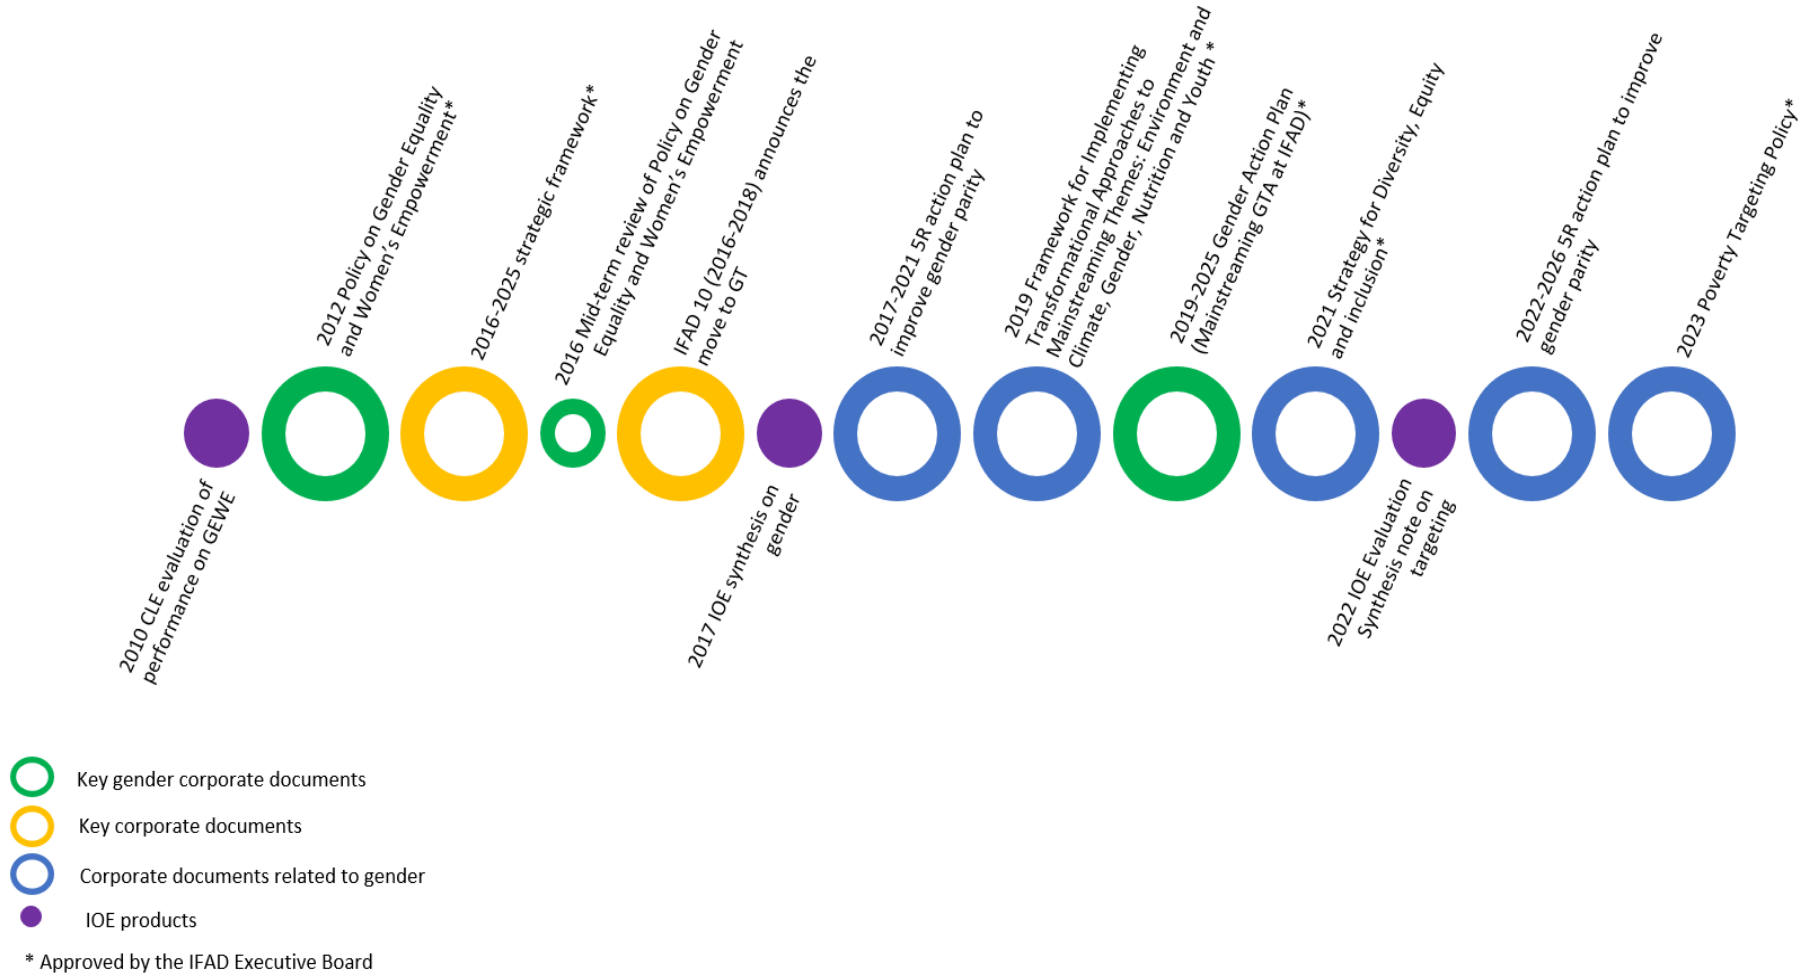 2012 Policy on Gender Equality
and Women's Empowerment*
2016-2025 strategic framework*
2016 Mid-term review of Policy on Gender
Equality and Women's Empowerment
IFAD 10 (2016-2018) announces the
move to GT
2017-2021 5R action plan to
improve gender parity
2019 Framework for Implementing
Transformational Approaches to
Mainstreaming Themes: Environment and
Climate, Gender, Nutrition and Youth *
2019-2025 Gender Action Plan
(Mainstreaming GTA at IFAD)*
2021 Strategy for Diversity, Equity
and inclusion*
2022-2026 5R action plan to improve
gender parity
2023 Poverty Targeting Policy*
2010 CLE evaluation of
performance on GEWE
2017 IOE synthesis on
gender
2022 IOE Evaluation
Synthesis note on
targeting
Key gender corporate documents
Key corporate documents
Corporate documents related to gender
IOE products
* Approved by the IFAD Executive Board